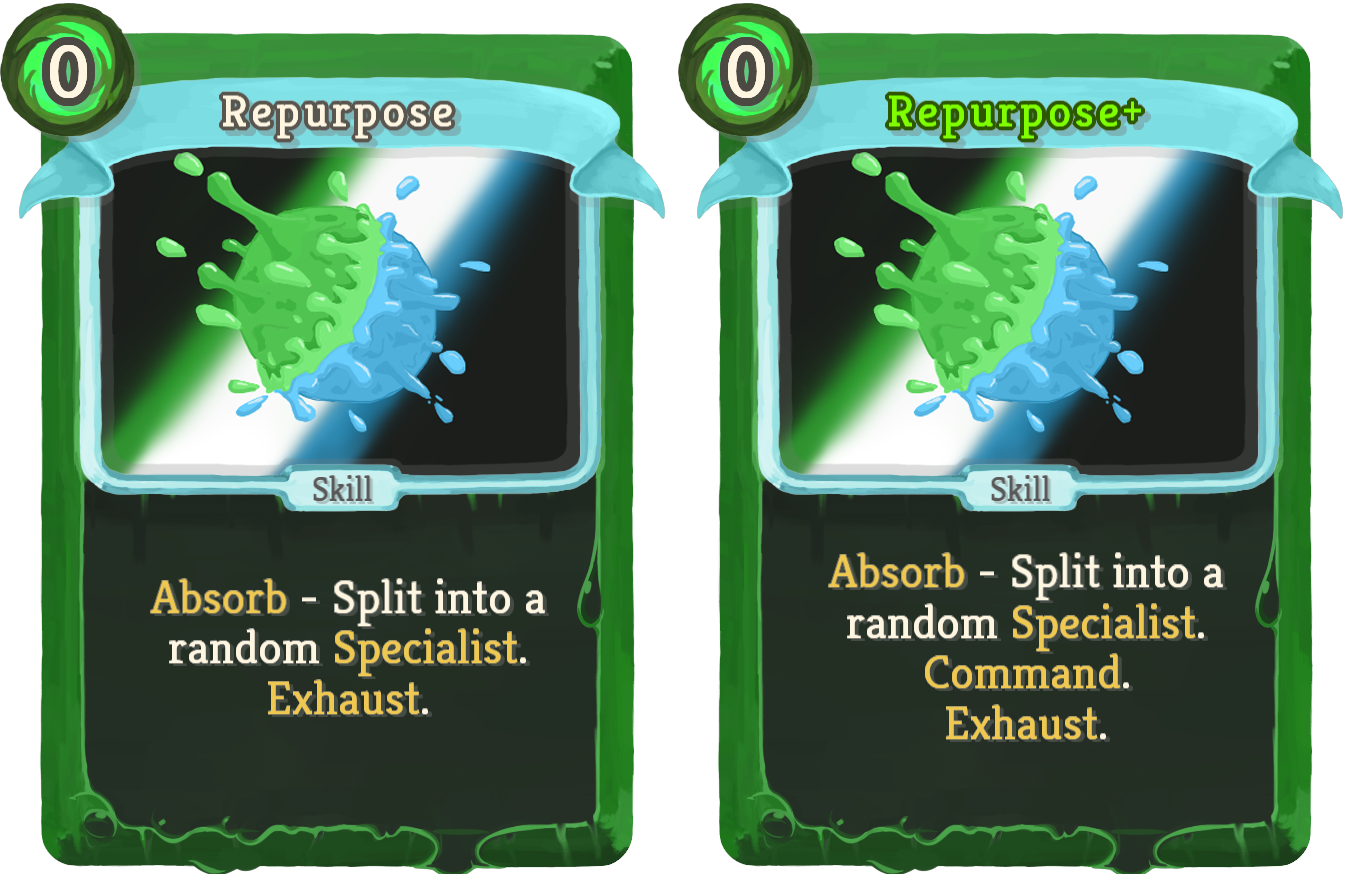 0
Repurpose
Skill
Absorb - Split into a
random Specialist.
Exhaust.
0
Repurpose+
Skill
Absorb - Split into a
random Specialist.
Command.
Exhaust.